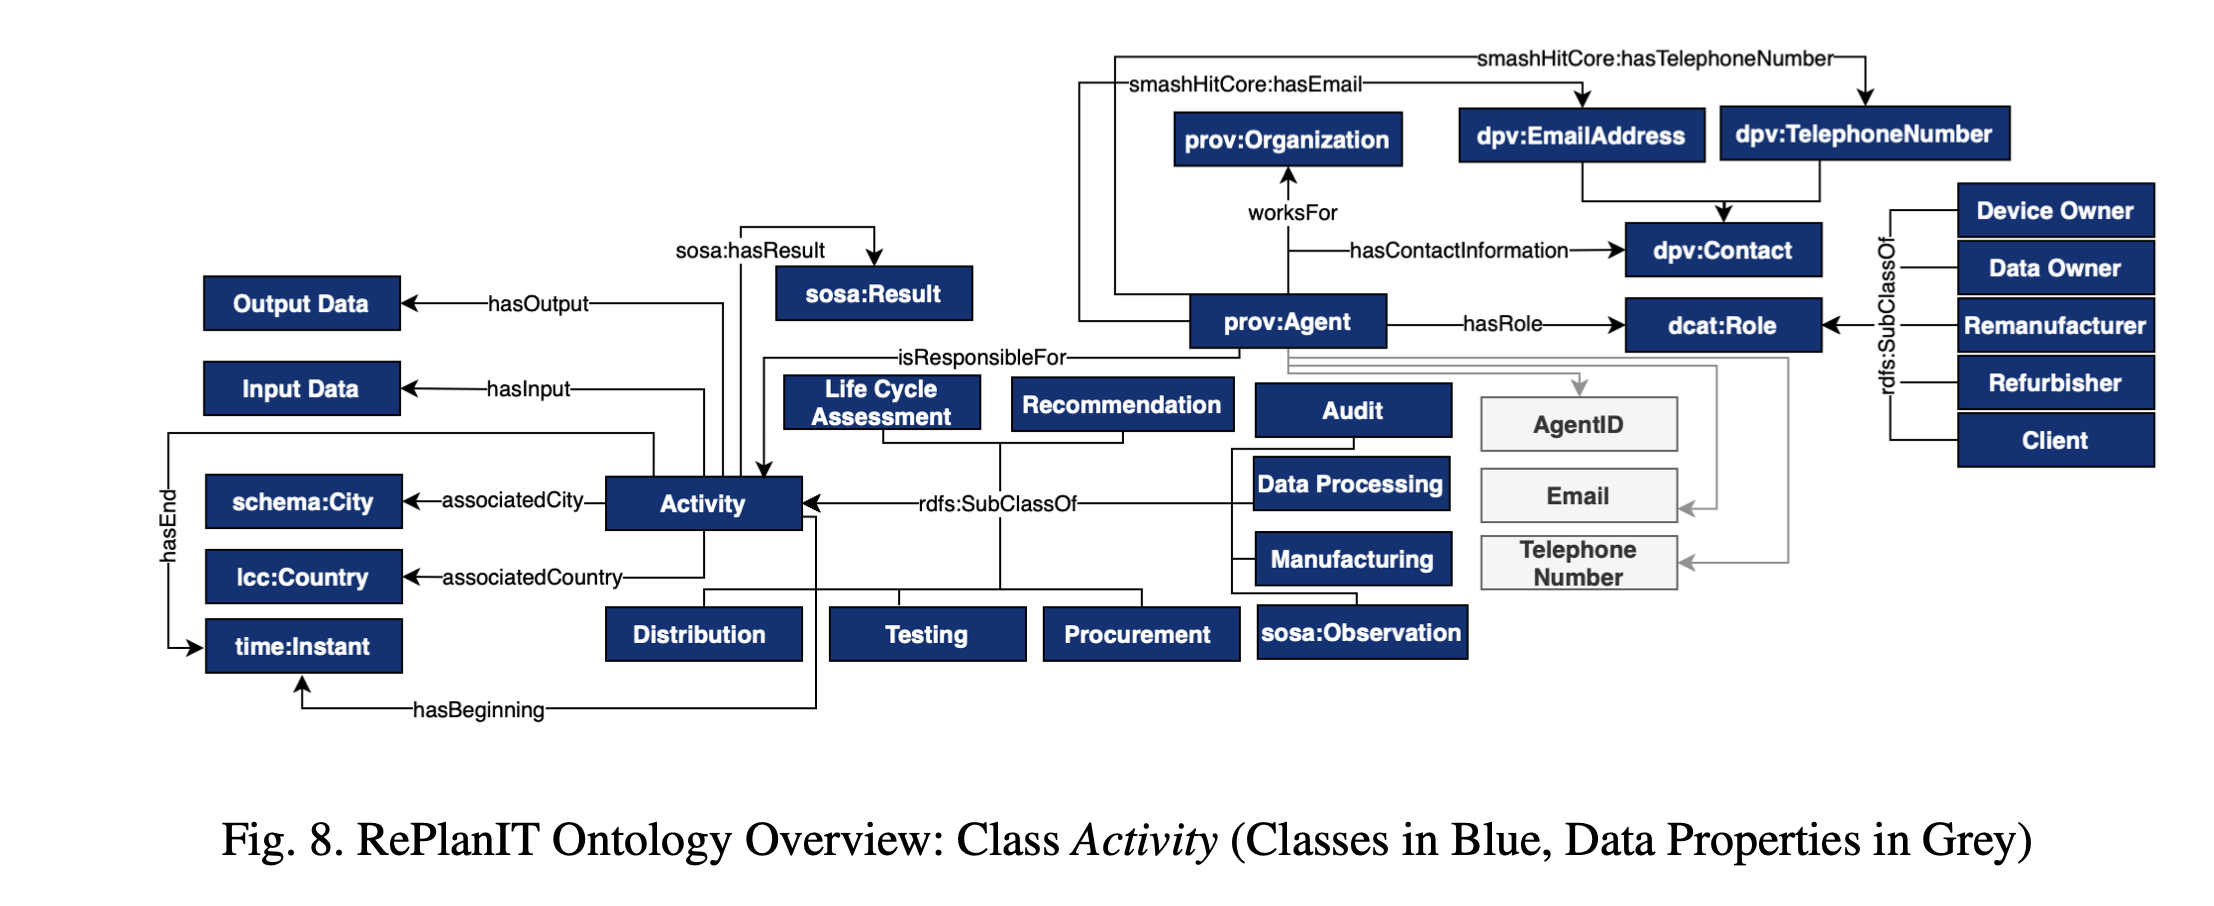 smashHitCore:hasTelephoneNumber
smashHitCore:hasEmail
prov:Organization
dpv:EmailAddress
dpv:TelephoneNumber
worksFor
hasContactInformation
dpv:Contact
prov:Agent
hasRole
dcat:Role
rdfs:SubClassOf
Device Owner
Data Owner
Remanufacturer
Refurbisher
Client
sosa:hasResult
sosa:Result
Output Data
hasOutput
isResponsibleFor
Input Data
hasInput
Life Cycle
Assessment
Recommendation
Audit
AgentID
Data Processing
Email
schema:City
associatedCity
Activity
rdfs:SubClassOf
hasEnd
Manufacturing
Telephone
Number
lcc:Country
associatedCountry
time:Instant
Distribution
Testing
Procurement
sosa:Observation
hasBeginning
Fig. 8. RePlanIT Ontology Overview: Class Activity (Classes in Blue, Data Properties in Grey)